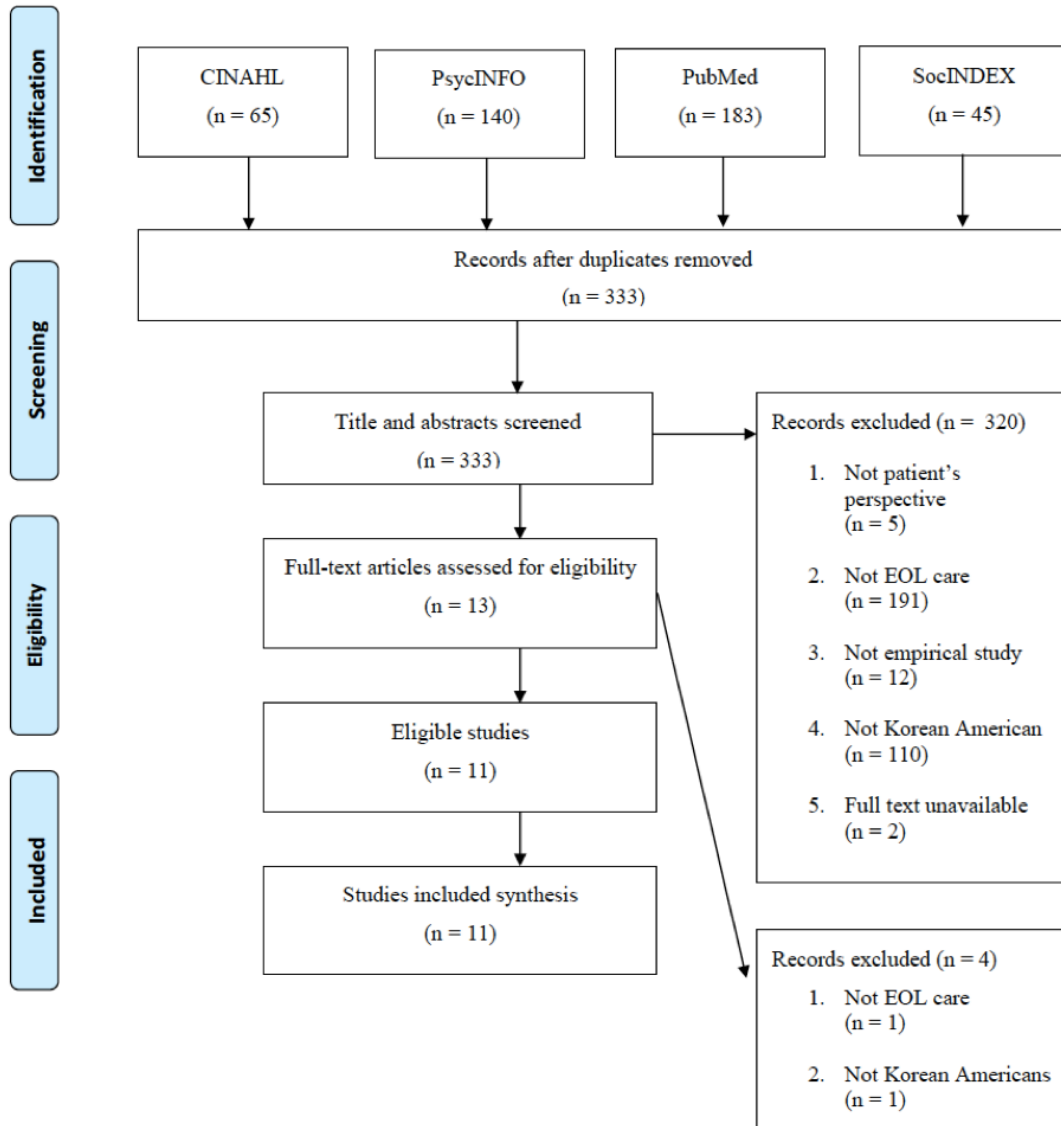 Identification
CINAHL
(n = 65)
PsycINFO
(n = 140)
PubMed
(n = 183)
SocINDEX
(n = 45)
Records after duplicates removed
(n = 333)
Screening
Title and abstracts screened
(n = 333)
Records excluded (n = 320)
1. Not patient's
perspective
(n = 5)
2. Not EOL care
(n = 191)
3. Not empirical study
(n = 12)
4. Not Korean American
(n = 110)
5. Full text unavailable
(n = 2)
Eligibility
Full-text articles assessed for eligibility
(n = 13)
Eligible studies
(n = 11)
Included
Studies included synthesis
(n = 11)
Records excluded (n = 4)
1. Not EOL care
(n = 1)
2. Not Korean Americans
(n = 1)